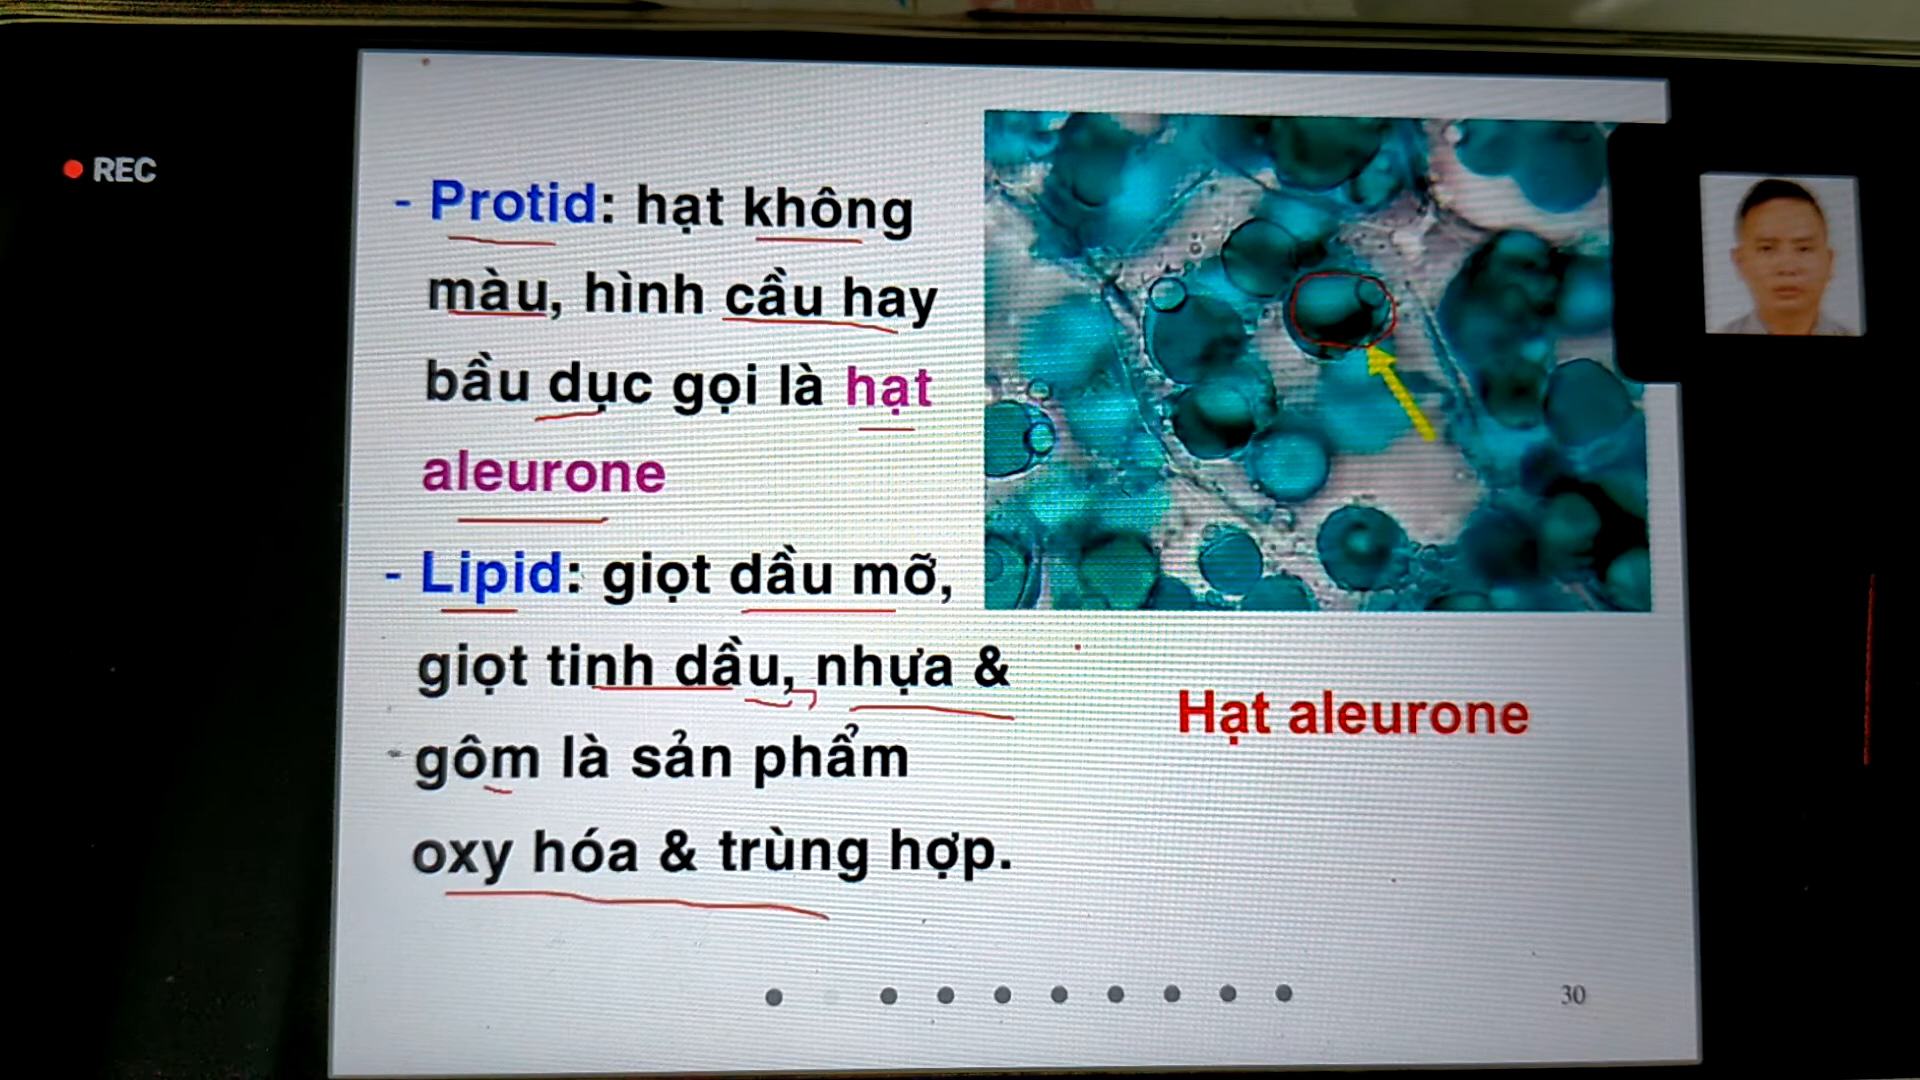 REC
- Protid: hạt không
màu, hình cầu hay
bầu dục gọi là hạt
aleurone
- Lipid: giọt dầu mỡ,
giọt tinh dầu, nhựa &
gôm là sản phẩm
oxy hóa & trùng hợp.
Hạt aleurone
30